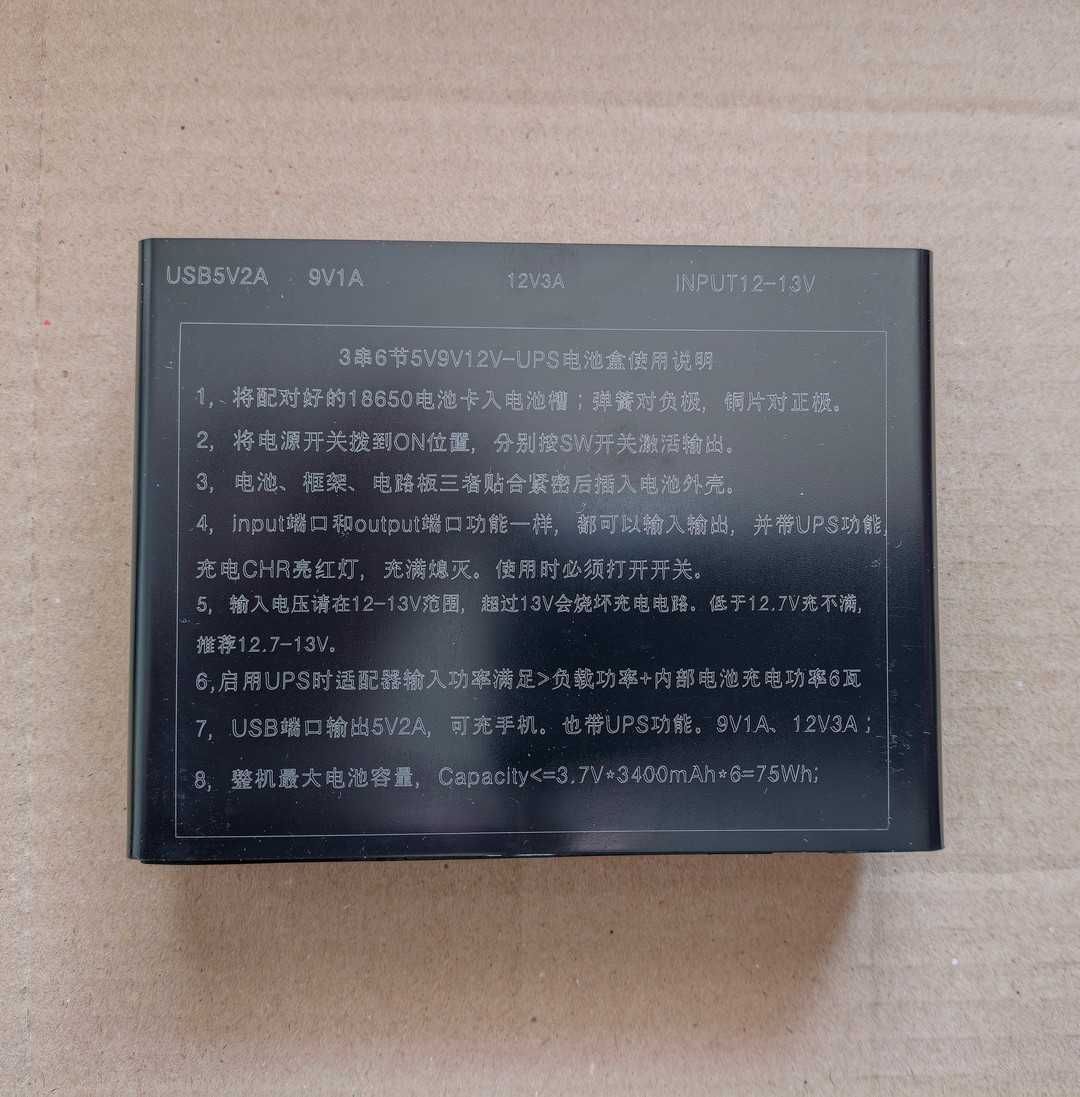 USB5V2A 9V1A 12V3A INPUT12-13V
3串6节5V9V12V-UPS电池盒使用说明
1, 将配对好的18650电池卡入电池槽；弹簧对负极, 铜片对正极。
2, 将电源开关拨到ON位置, 分别按SW开关激活输出。
3, 电池、框架、电路板三者贴合紧密后插入电池外壳。
4, input端口和output端口功能一样, 都可以输入输出, 并带UPS功能,
充电CHR亮红灯, 充满熄灭。使用时必须打开开关。
5, 输入电压请在12-13V范围, 超过13V会烧坏充电电路。低于12.7V充不满,
推荐12.7-13V。
6,启用UPS时适配器输入功率满足>负载功率+内部电池充电功率6瓦
7, USB端口输出5V2A, 可充手机。也带UPS功能。9V1A、12V3A；
8, 整机最大电池容量, Capacity<=3.7V*3400mAh*6=75Wh;